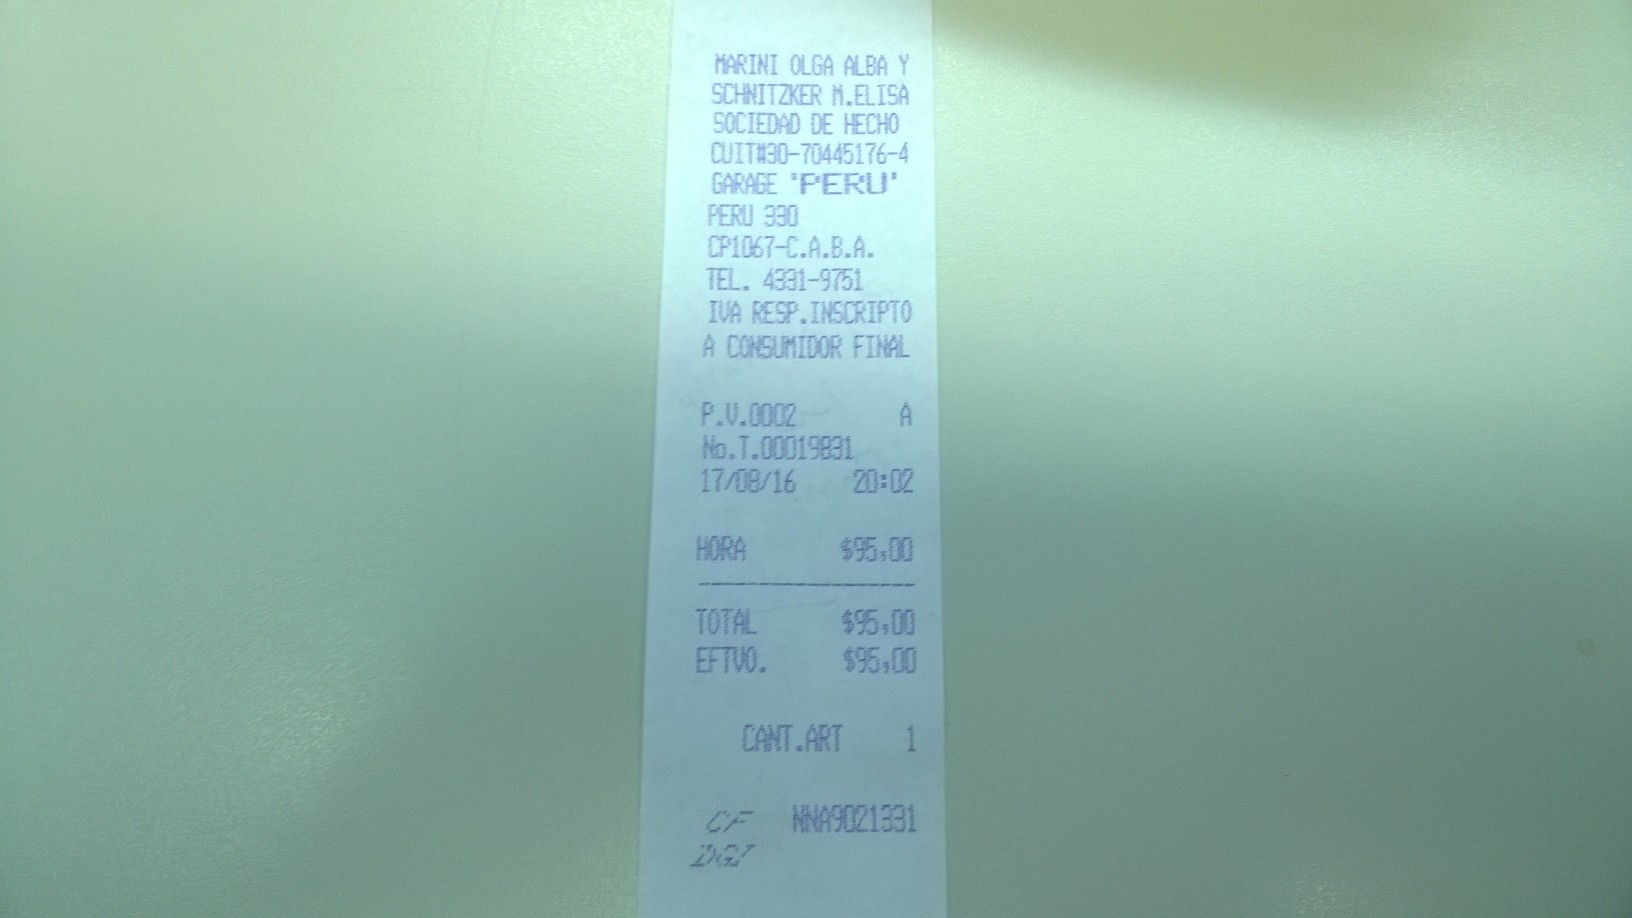 MARINI OLGA ALBA Y
SCHNITZKER M.ELISA
SOCIEDAD DE HECHO
CUIT#30-70445176-4
GARAGE "PERU"
PERU 330
CP1067-C.A.B.A.
TEL. 4331-9751
IVA RESP.INSCRIPTO
A CONSUMIDOR FINAL
P.V.0002 A
No.T.00019831
17/08/16 20:02
HORA $95,00
TOTAL $95,00
EFTVO. $95,00
CANT.ART 1
CF NNA9021331
DGI